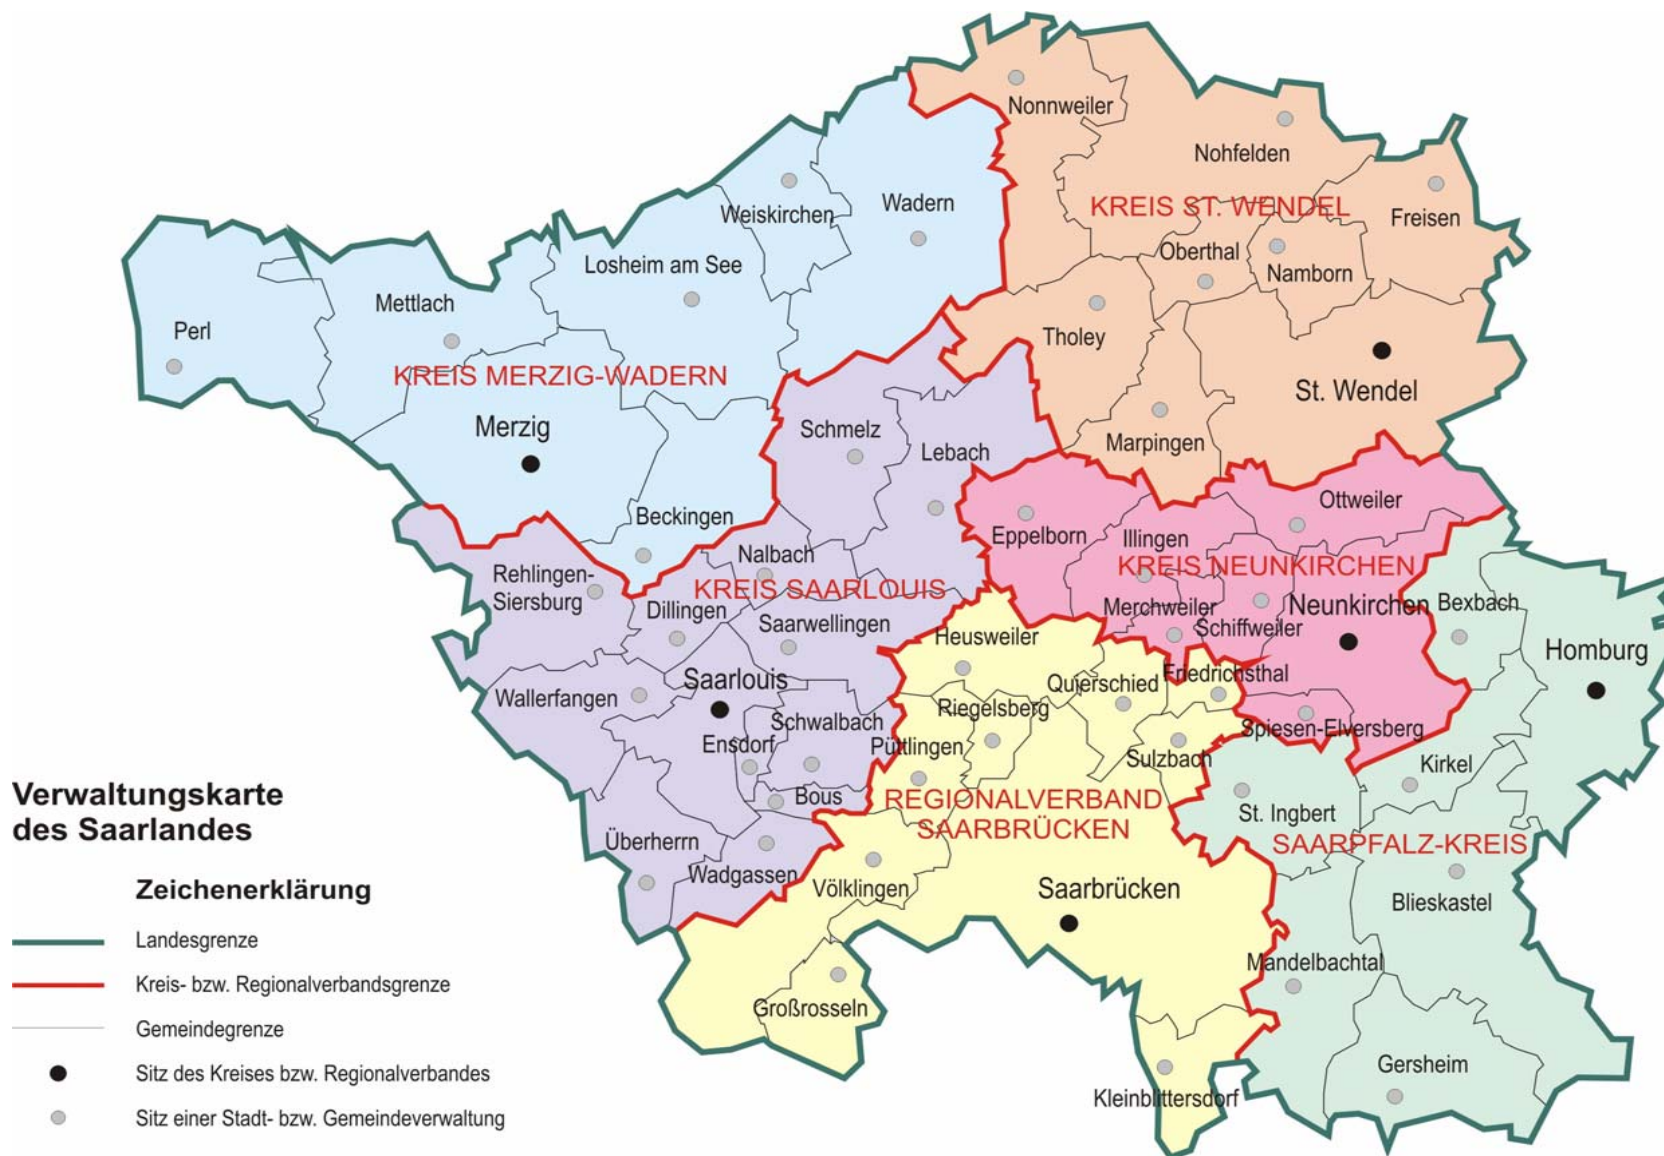 Nonnweiler
Nohfelden
Weiskirchen
Wadern
KREIS ST. WENDEL
Freisen
Losheim am See
Oberthal
Namborn
Mettlach
Perl
Tholey
KREIS MERZIG-WADERN
St. Wendel
Merzig
Schmelz
Lebach
Marpingen
Beckingen
Ottweiler
Eppelborn
Illingen
Nalbach
KREIS NEUNKIRCHEN
Rehlingen-
Siersburg
KREIS SAARLOUIS
Dillingen
Merchweiler
Neunkirchen
Bexbach
Saarwellingen
Heusweiler
Schiffweiler
Homburg
Friedrichsthal
Saarlouis
Quierschied
Wallerfangen
Riegelsberg
Schwalbach
Spiesen-Elversberg
Ensdorf
Püttlingen
Sulzbach
Kirkel
Bous
REGIONALVERBAND
SAARBRÜCKEN
St. Ingbert
SAARPFALZ-KREIS
Überherrn
Wadgassen
Völklingen
Saarbrücken
Blieskastel
Mandelbachtal
Großrosseln
Gersheim
Kleinblittersdorf
Verwaltungskarte
des Saarlandes
Zeichenerklärung
Landesgrenze
Kreis- bzw. Regionalverbandsgrenze
Gemeindegrenze
Sitz des Kreises bzw. Regionalverbandes
Sitz einer Stadt- bzw. Gemeindeverwaltung